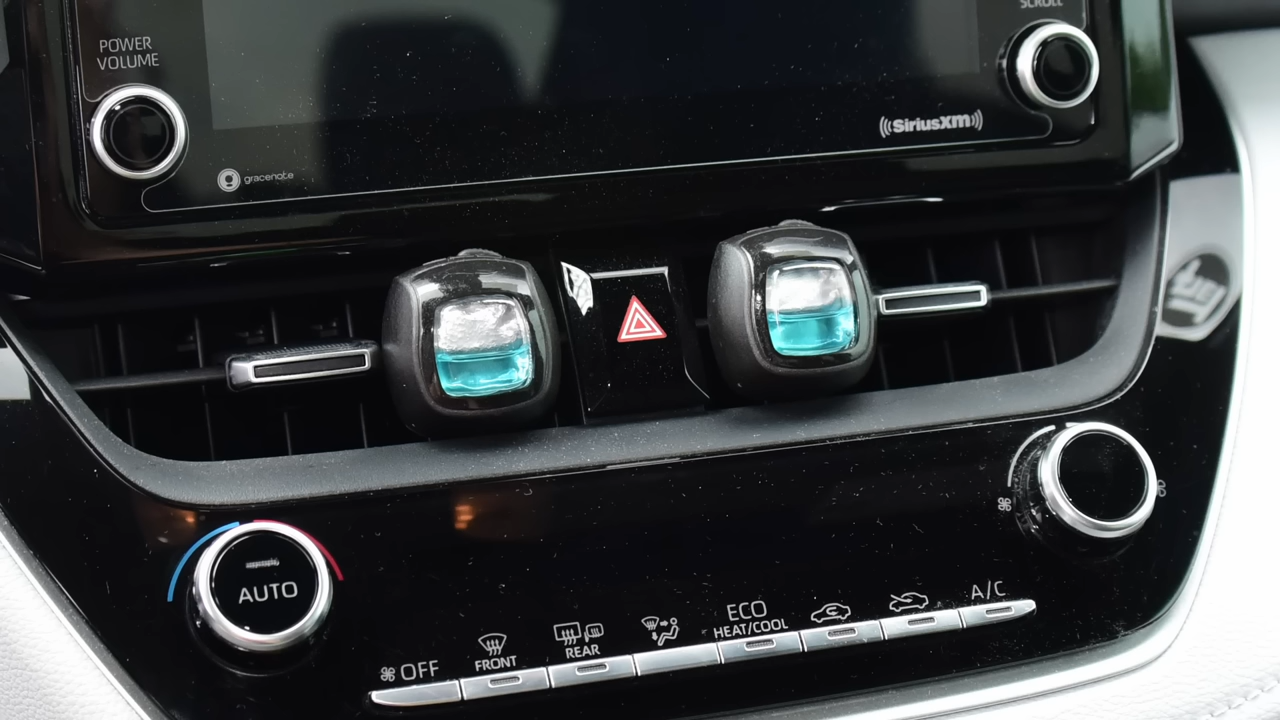 SCROLL
POWER
VOLUME
((SiriusXM))
gracenote
AUTO
OFF
FRONT
REAR
ECO
HEAT/COOL
A/C